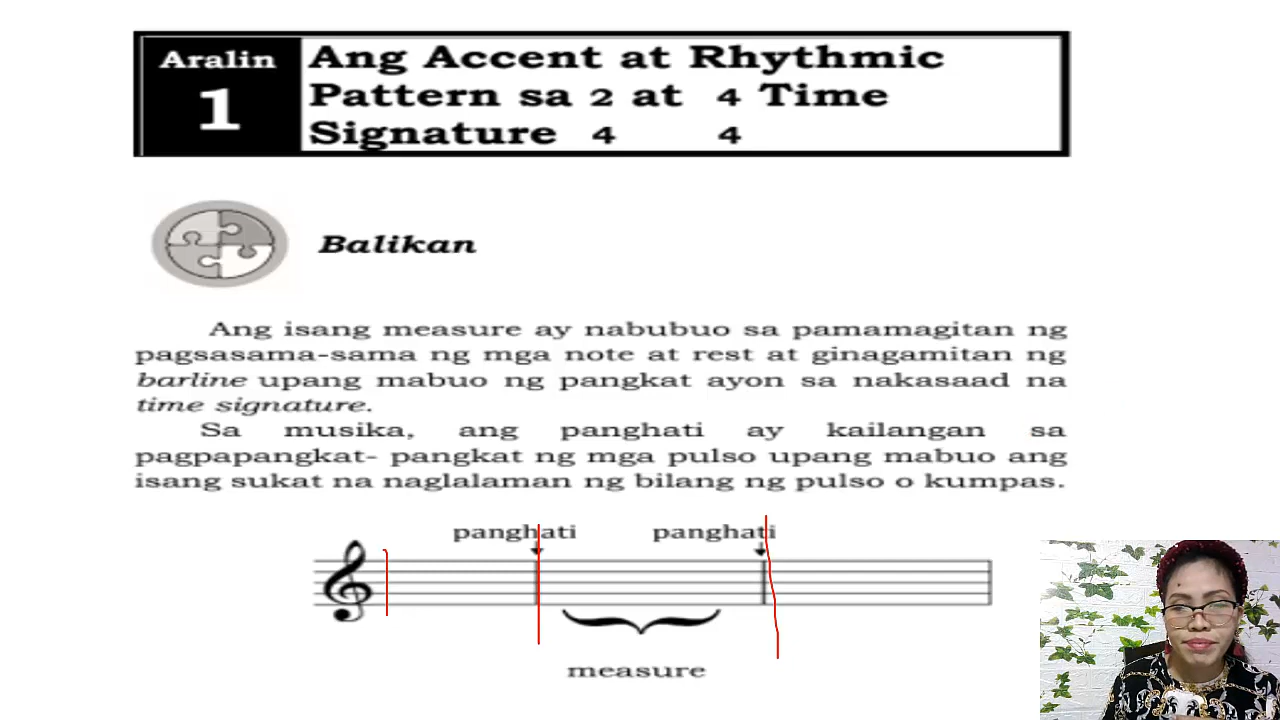 Aralin
1
Ang Accent at Rhythmic
Pattern sa 2 at 4 Time
Signature 4 4
Balikan
Ang isang measure ay nabubuo sa pamamagitan ng
pagsasama-sama ng mga note at rest at ginagamitan ng
barline upang mabuo ng pangkat ayon sa nakasaad na
time signature.
Sa musika, ang panghati ay kailangan sa
pagpapangkat- pangkat ng mga pulso upang mabuo ang
isang sukat na naglalaman ng bilang ng pulso o kumpas.
panghati panghati
measure